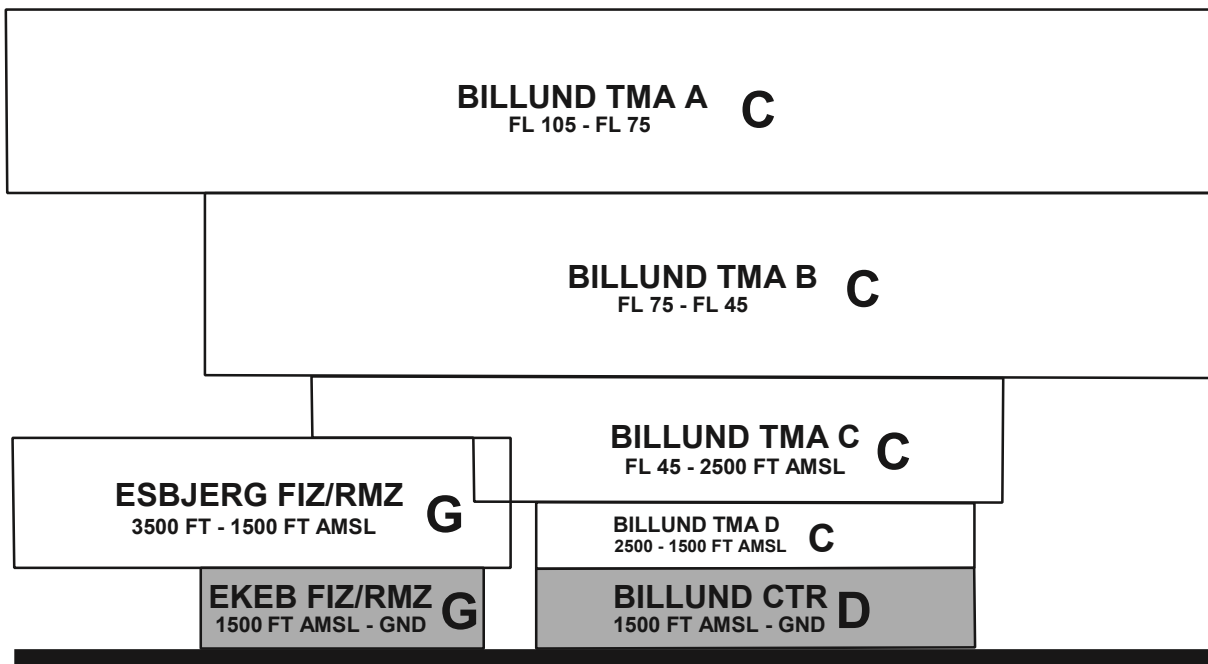 BILLUND TMA A C
FL 105 - FL 75
BILLUND TMA B C
FL 75 - FL 45
BILLUND TMA C C
FL 45 - 2500 FT AMSL
ESBJERG FIZ/RMZ G
3500 FT - 1500 FT AMSL
BILLUND TMA D C
2500 - 1500 FT AMSL
EKEB FIZ/RMZ G
1500 FT AMSL - GND
BILLUND CTR D
1500 FT AMSL - GND